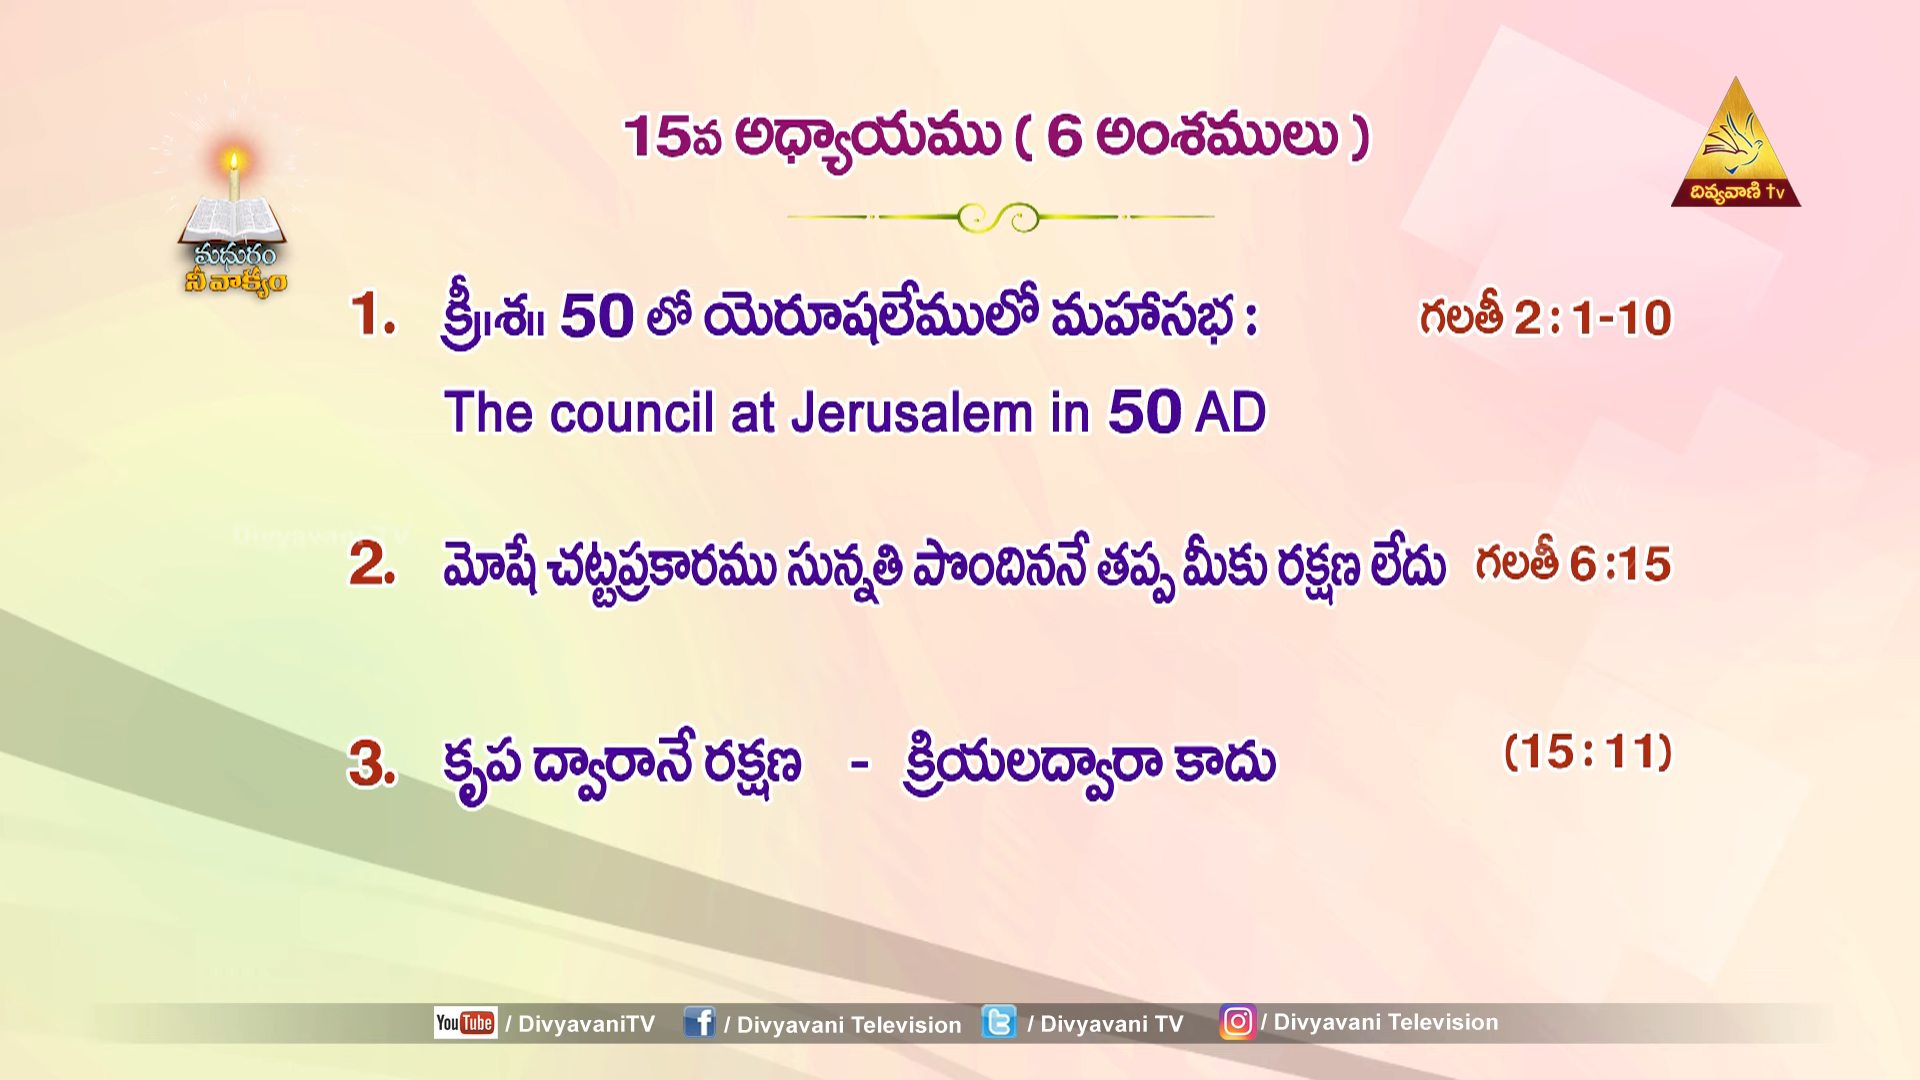 15వ అధ్యాయము ( 6 అంశములు )
దివ్యవాణి tv
మధురం
నీ వాక్యం
1. క్రీ॥శ॥ 50 లో యెరూషలేములో మహాసభ : గలతీ 2 : 1-10
The council at Jerusalem in 50 AD
Divyavani TV
2. మోషే చట్టప్రకారము సున్నతి పొందిననే తప్ప మీకు రక్షణ లేదు గలతీ 6 :15
3. కృప ద్వారానే రక్షణ - క్రియలద్వారా కాదు (15 : 11)
YouTube / DivyavaniTV f / Divyavani Television / Divyavani TV / Divyavani Television